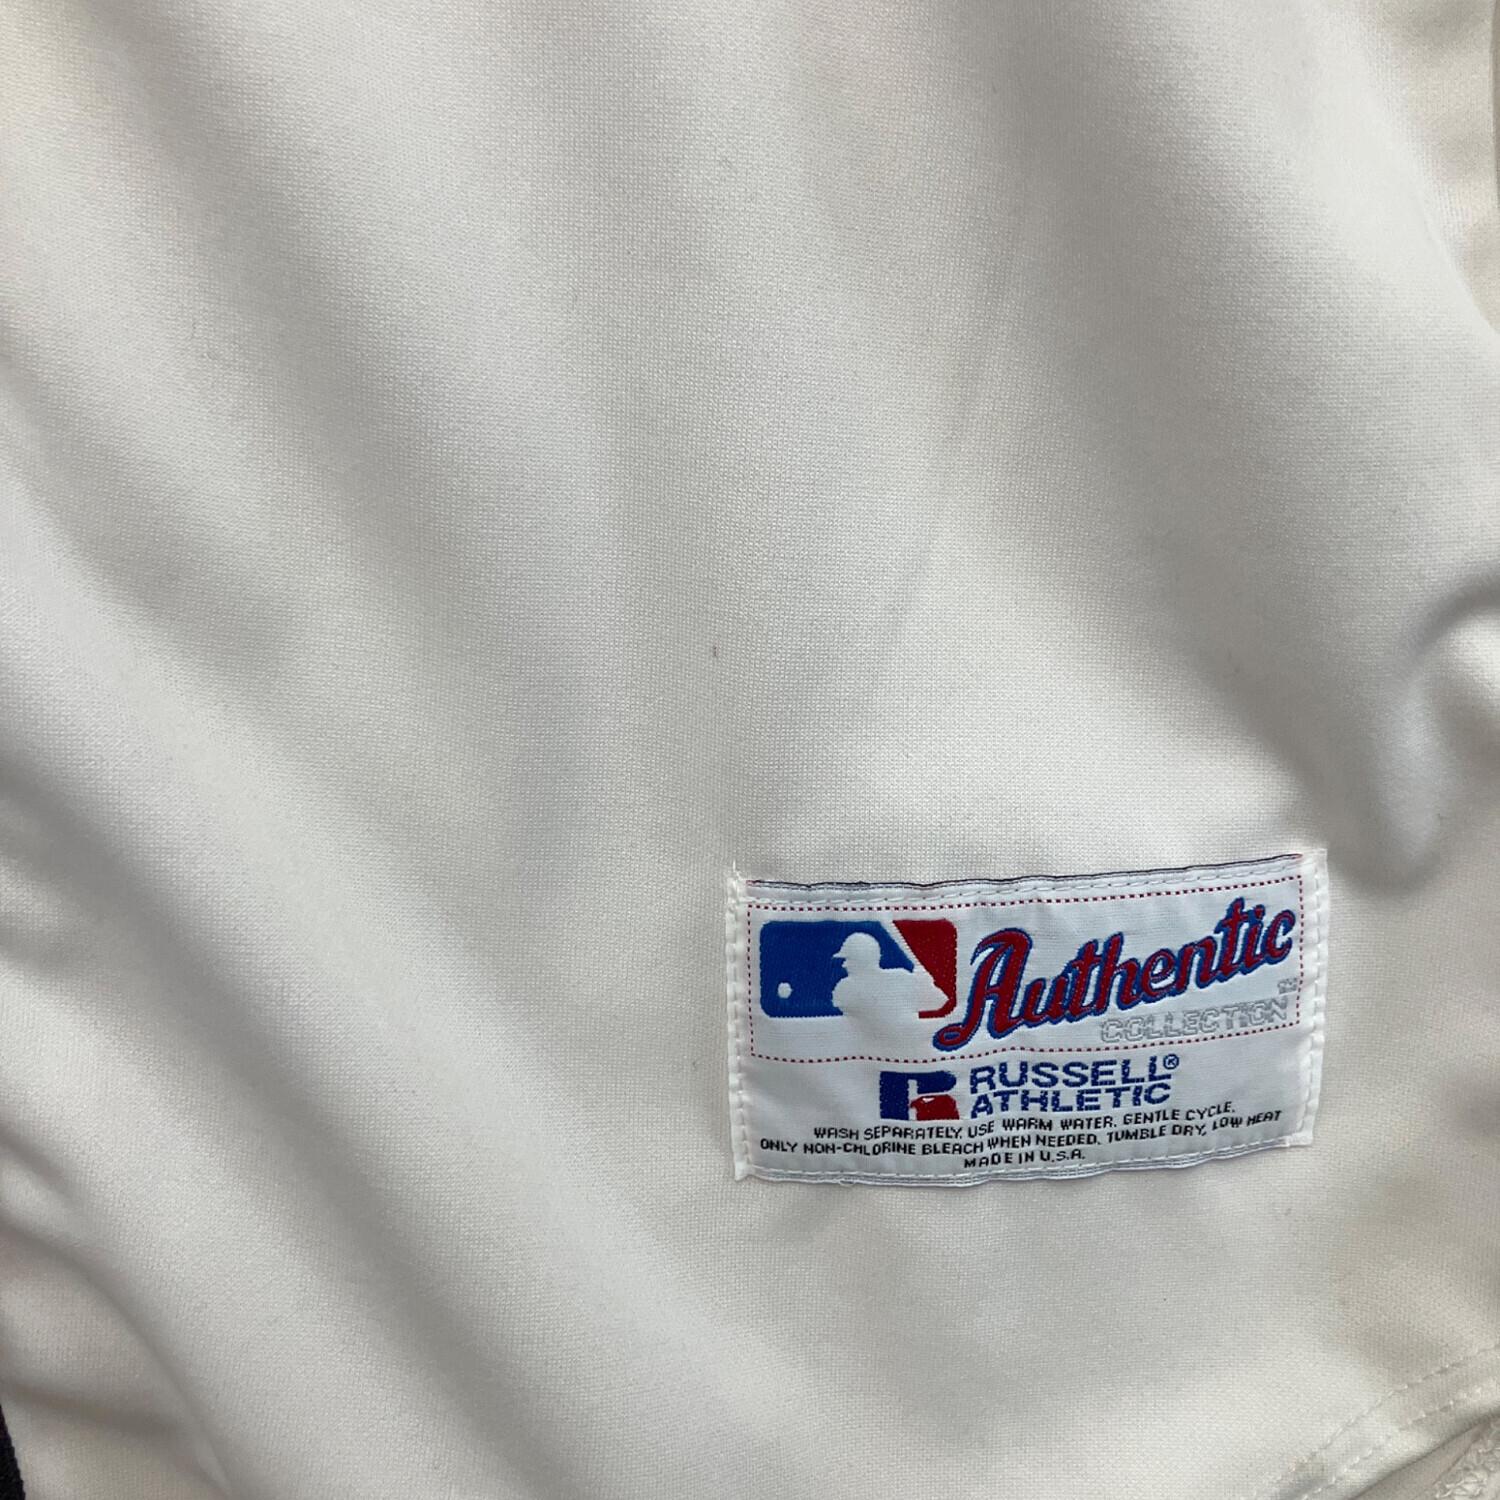 Authentic
COLLECTION™
RUSSELL®
ATHLETIC
WASH SEPARATELY. USE WARM WATER. GENTLE CYCLE.
ONLY NON-CHLORINE BLEACH WHEN NEEDED. TUMBLE DRY, LOW HEAT
MADE IN U.S.A.